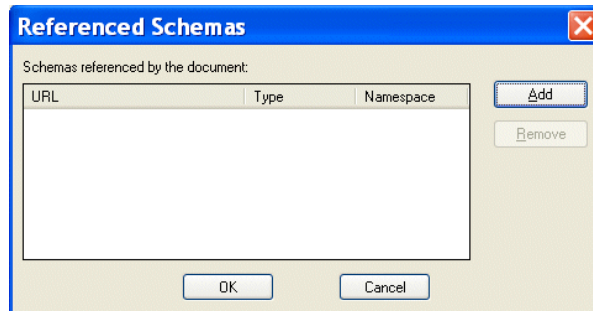 Referenced Schemas
Schemas referenced by the document:
URL Type Namespace
Add
Remove
OK Cancel